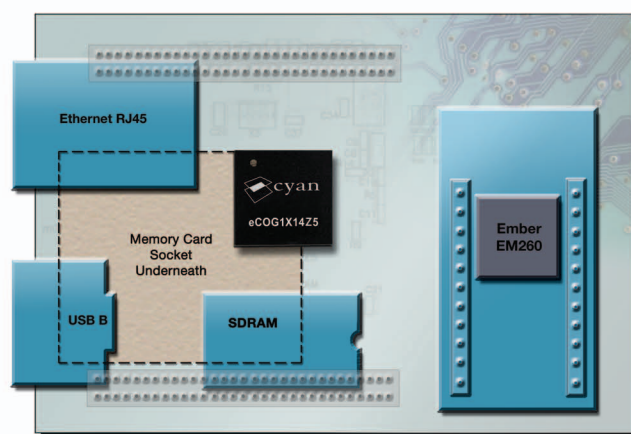 Ethernet RJ45
cyan
eCOG1X14Z5
Memory Card
Socket
Underneath
Ember
EM260
USB B
SDRAM